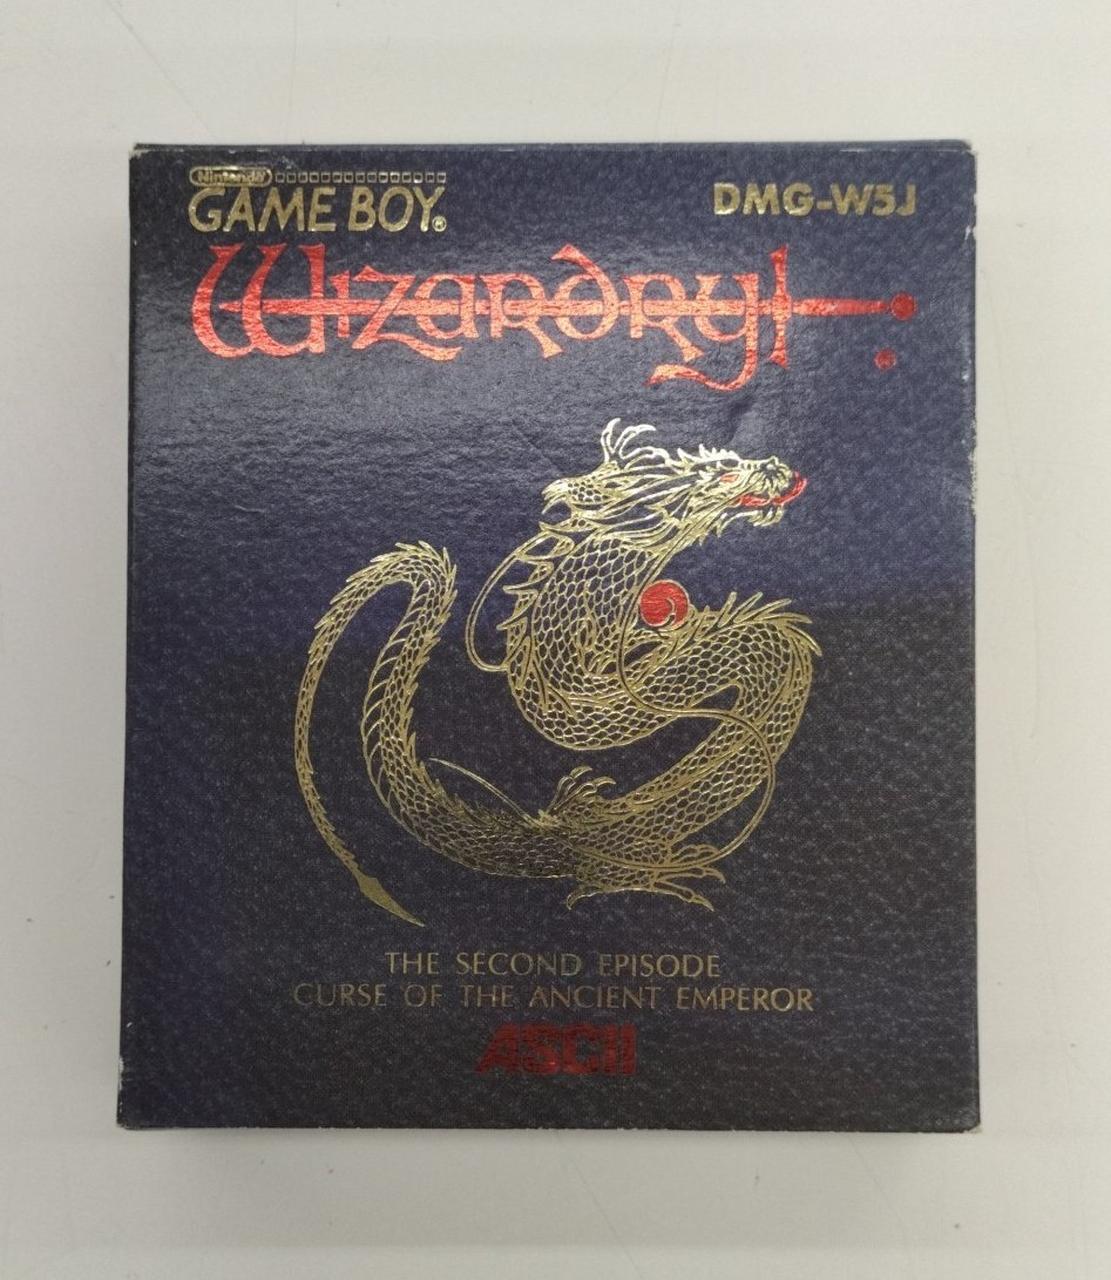 Nintendo
GAME BOY®
DMG-W5J
Wizardry®
THE SECOND EPISODE
CURSE OF THE ANCIENT EMPEROR
ASCII